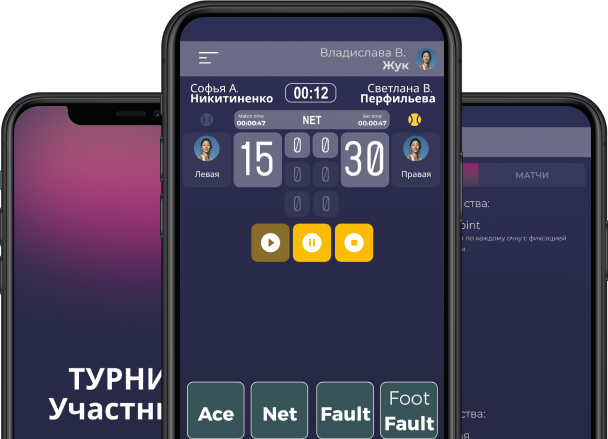 Владислава В.
Жук
Софья А.
Никитиненко
00:12
Светлана В.
Перфильева
Match time
00:00:47
NET
Set time
00:00:47
Левая
15
0 0
0 0
0 0
30
Правая
Ace
Net
Fault
Foot
Fault
ТУРНИ
Участн
МАТЧИ
ства:
oint
по каждому очку с фиксацией
ства: